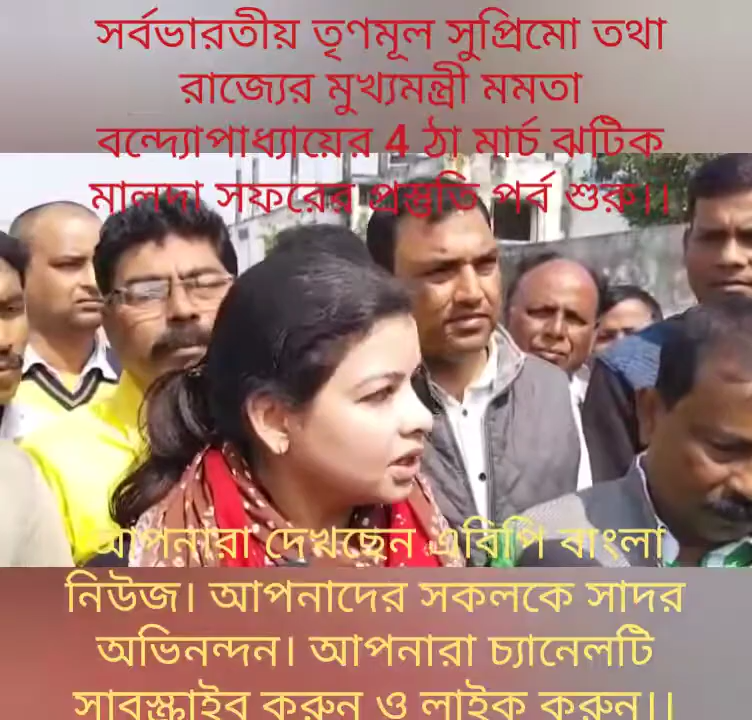 সর্বভারতীয় তৃণমূল সুপ্রিমো তথা
রাজ্যের মুখ্যমন্ত্রী মমতা
বন্দ্যোপাধ্যায়ের 4 ঠা মার্চ ঝটিক
মালদা সফরের প্রস্তুতি পর্ব শুরু।।
আপনারা দেখছেন এবিপি বাংলা
নিউজ। আপনাদের সকলকে সাদর
অভিনন্দন। আপনারা চ্যানেলটি
সাবস্ক্রাইব করুন ও লাইক করুন।।